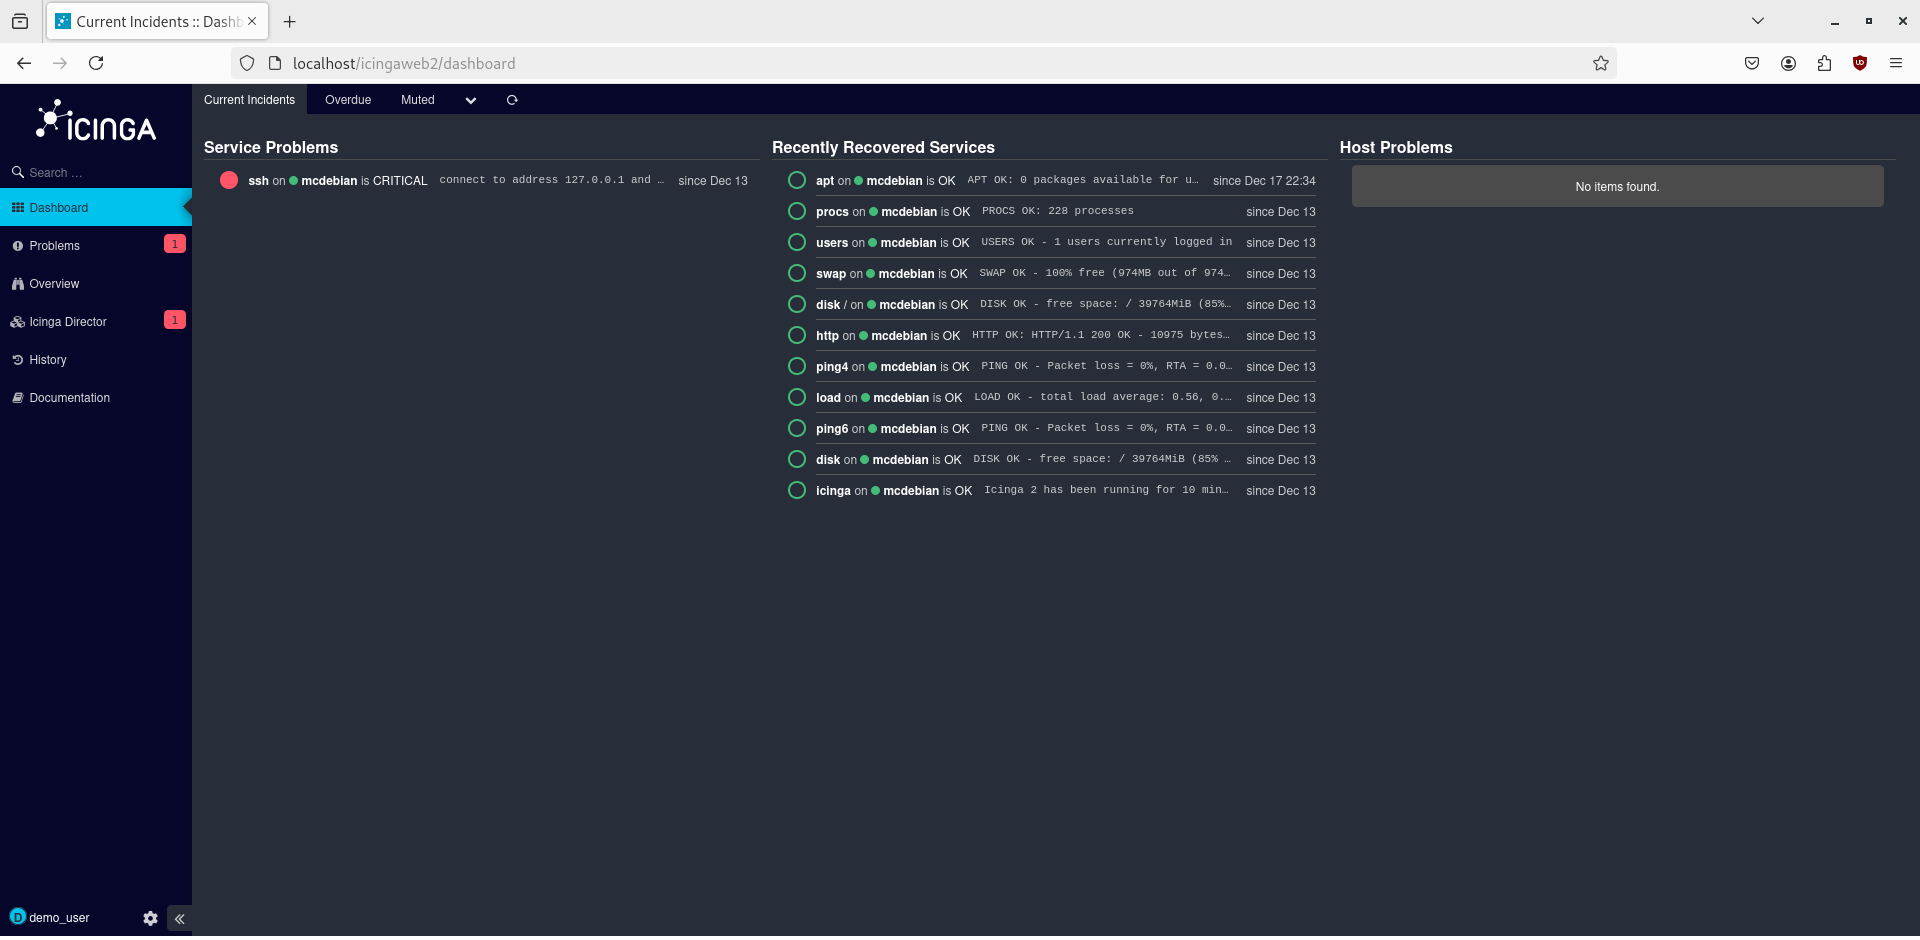 Current Incidents :: Dashb
localhost/icingaweb2/dashboard
ICINGA
Search ...
Dashboard
Problems 1
Overview
Icinga Director 1
History
Documentation
demo_user
Current Incidents Overdue Muted
Service Problems
ssh on mcdebian is CRITICAL connect to address 127.0.0.1 and … since Dec 13
Recently Recovered Services
apt on mcdebian is OK APT OK: 0 packages available for u… since Dec 17 22:34
procs on mcdebian is OK PROCS OK: 228 processes since Dec 13
users on mcdebian is OK USERS OK - 1 users currently logged in since Dec 13
swap on mcdebian is OK SWAP OK - 100% free (974MB out of 974… since Dec 13
disk / on mcdebian is OK DISK OK - free space: / 39764MiB (85%… since Dec 13
http on mcdebian is OK HTTP OK: HTTP/1.1 200 OK - 10975 bytes… since Dec 13
ping4 on mcdebian is OK PING OK - Packet loss = 0%, RTA = 0.0… since Dec 13
load on mcdebian is OK LOAD OK - total load average: 0.56, 0.… since Dec 13
ping6 on mcdebian is OK PING OK - Packet loss = 0%, RTA = 0.0… since Dec 13
disk on mcdebian is OK DISK OK - free space: / 39764MiB (85% … since Dec 13
icinga on mcdebian is OK Icinga 2 has been running for 10 min… since Dec 13
Host Problems
No items found.